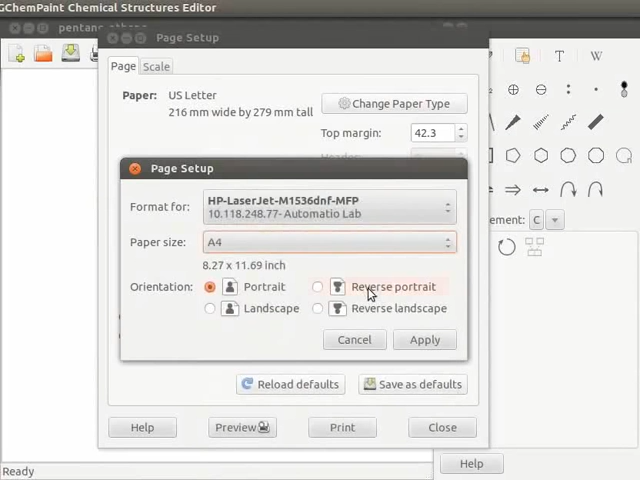 GChemPaint Chemical Structures Editor
Page Setup
Page Scale
Paper: US Letter
216 mm wide by 279 mm tall
Change Paper Type
Top margin: 42.3
Page Setup
Format for: HP-LaserJet-M1536dnf-MFP
10.118.248.77- Automatio Lab
Paper size: A4
8.27 x 11.69 inch
Orientation: Portrait Reverse portrait
Landscape Reverse landscape
Cancel Apply
Reload defaults Save as defaults
Help Preview Print Close
T W
ement: C
Help
Ready